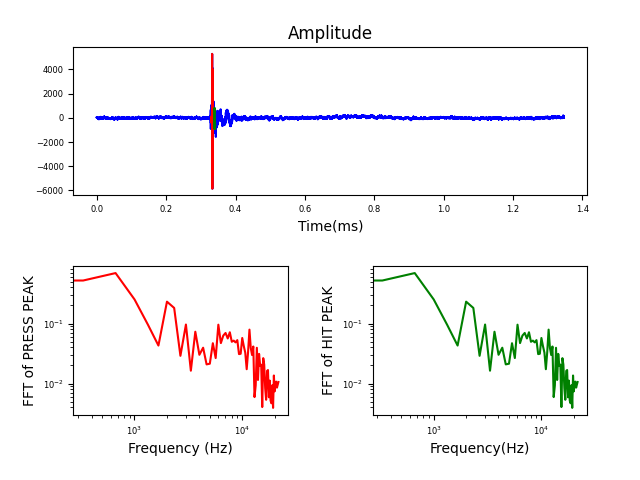 Amplitude
4000
2000
0
−2000
−4000
−6000
0.0 0.2 0.4 0.6 0.8 1.0 1.2 1.4
Time(ms)
FFT of PRESS PEAK
10⁻¹
10⁻²
10³ 10⁴
Frequency (Hz)
FFT of HIT PEAK
10⁻¹
10⁻²
10³ 10⁴
Frequency(Hz)